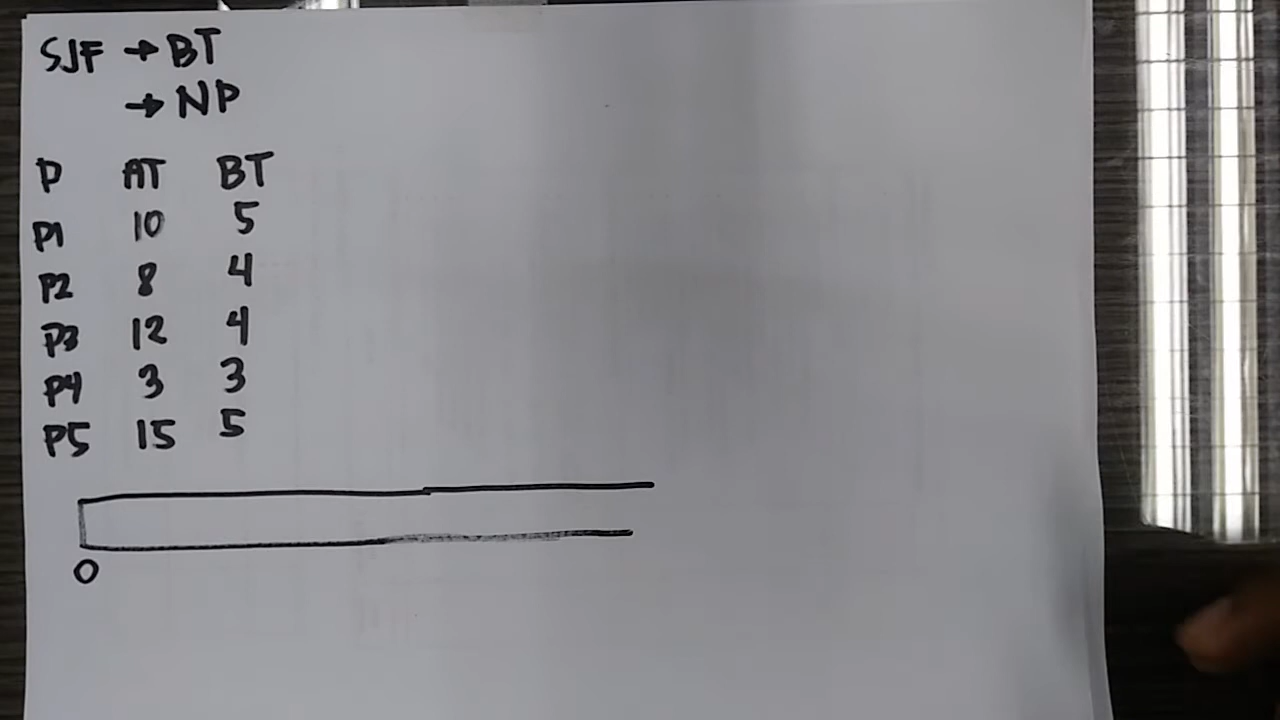 SJF → BT
→ NP
P AT BT
P1 10 5
P2 8 4
P3 12 4
P4 3 3
P5 15 5
0